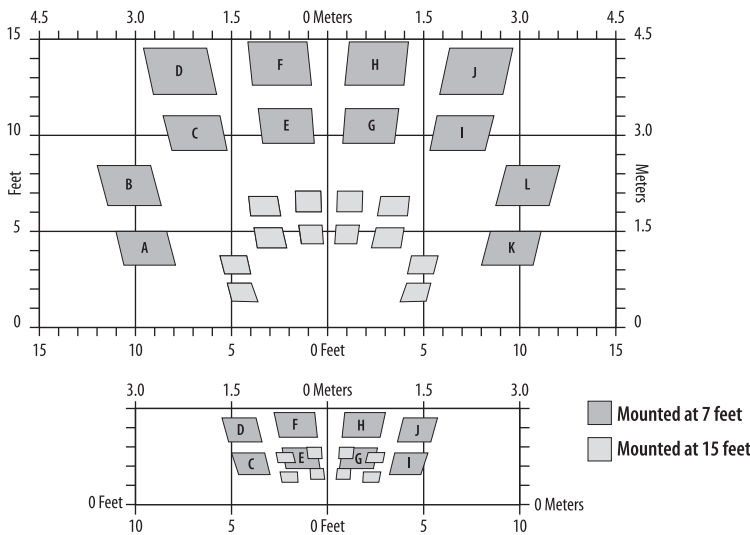 4.5 3.0 1.5 0 Meters 1.5 3.0 4.5
15 4.5
D F H J
C E G I
10 3.0
B L
Feet Meters
5 1.5
A K
0 0
15 10 5 0 Feet 5 10 15
3.0 1.5 0 Meters 1.5 3.0
D F H J
C E G I
0 Feet 0 Meters
10 5 0 Feet 5 10
Mounted at 7 feet
Mounted at 15 feet